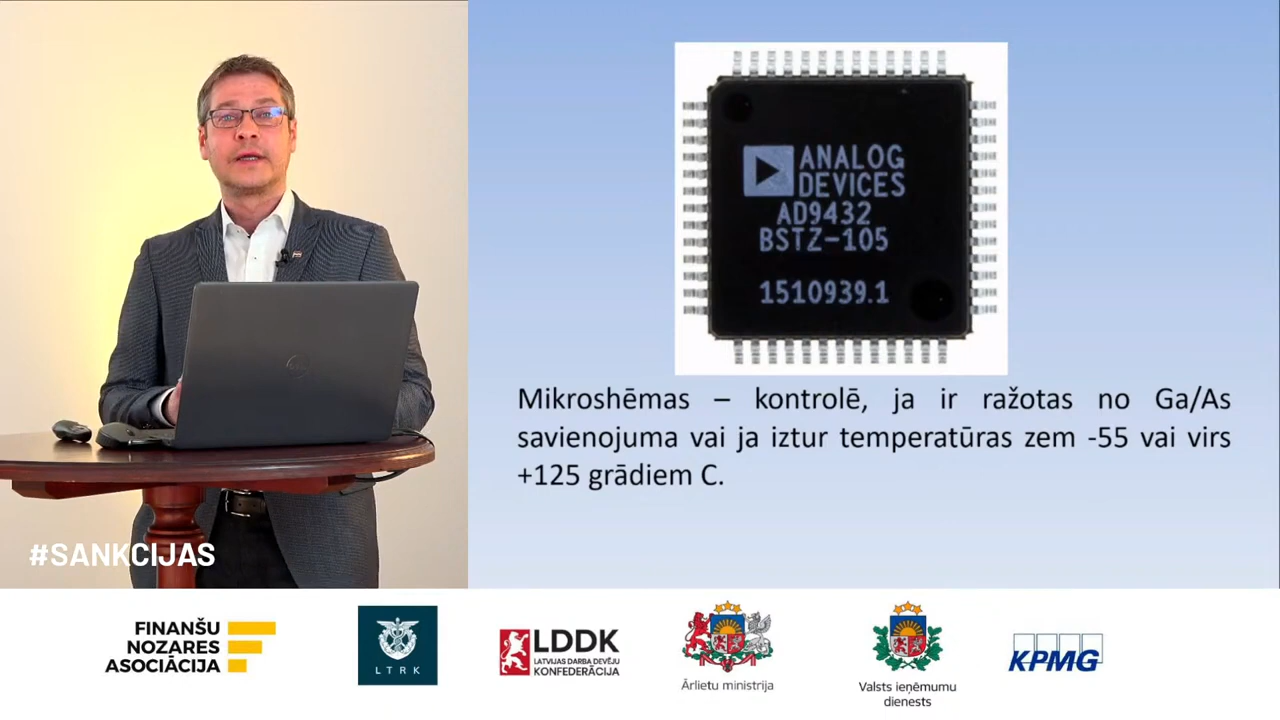 ANALOG
DEVICES
AD9432
BSTZ-105
1510939.1
Mikroshēmas – kontrolē, ja ir ražotas no Ga/As
savienojuma vai ja iztur temperatūras zem -55 vai virs
+125 grādiem C.
#SANKCIJAS
FINANŠU
NOZARES
ASOCIĀCIJA
LTRK
LDDK
LATVIJAS DARBA DEVĒJU
KONFEDERĀCIJA
Ārlietu ministrija
Valsts ieņēmumu
dienests
KPMG